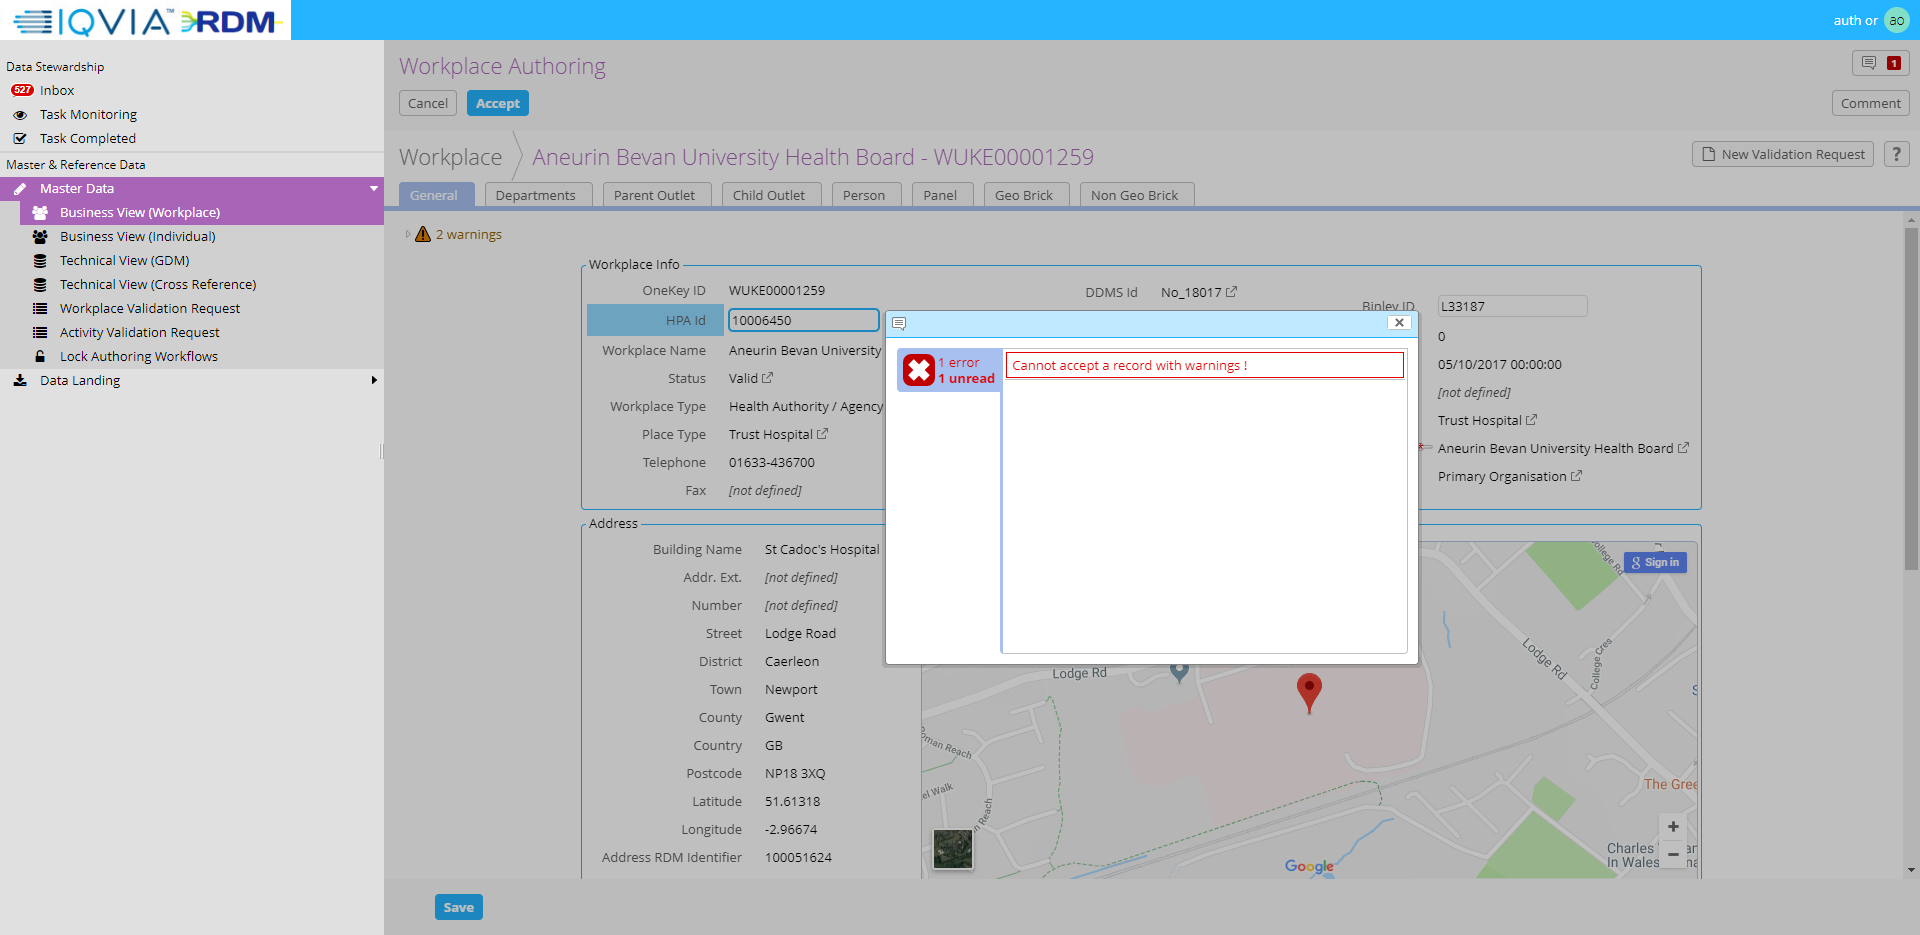 IQVIA™ RDM
auth or ao
Data Stewardship
527 Inbox
Task Monitoring
Task Completed
Master & Reference Data
Master Data
Business View (Workplace)
Business View (Individual)
Technical View (GDM)
Technical View (Cross Reference)
Workplace Validation Request
Activity Validation Request
Lock Authoring Workflows
Data Landing
Workplace Authoring
1
Cancel Accept
Comment
Workplace Aneurin Bevan University Health Board - WUKE00001259
New Validation Request ?
General Departments Parent Outlet Child Outlet Person Panel Geo Brick Non Geo Brick
2 warnings
Workplace Info
OneKey ID WUKE00001259
HPA Id 10006450
Workplace Name Aneurin Bevan University
Status Valid
Workplace Type Health Authority / Agency
Place Type Trust Hospital
Telephone 01633-436700
Fax [not defined]
DDMS Id No_18017
Binley ID L33187
0
05/10/2017 00:00:00
[not defined]
Trust Hospital
Aneurin Bevan University Health Board
Primary Organisation
1 error
1 unread
Cannot accept a record with warnings !
Address
Building Name St Cadoc's Hospital
Addr. Ext. [not defined]
Number [not defined]
Street Lodge Road
District Caerleon
Town Newport
County Gwent
Country GB
Postcode NP18 3XQ
Latitude 51.61318
Longitude -2.96674
Address RDM Identifier 100051624
College Rd
Sign in
Lodge Rd
College Cres
Lodge Rd
Reach
Walk
Reach
The Gree
+
−
Charles
In Wales
Google
Save